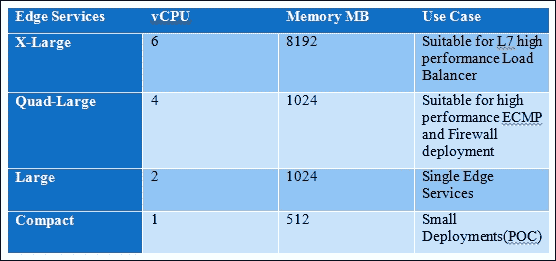 Edge Services vCPU Memory MB Use Case
X-Large 6 8192 Suitable for L7 high
performance Load
Balancer
Quad-Large 4 1024 Suitable for high
performance ECMP
and Firewall
deployment
Large 2 1024 Single Edge
Services
Compact 1 512 Small
Deployments(POC)